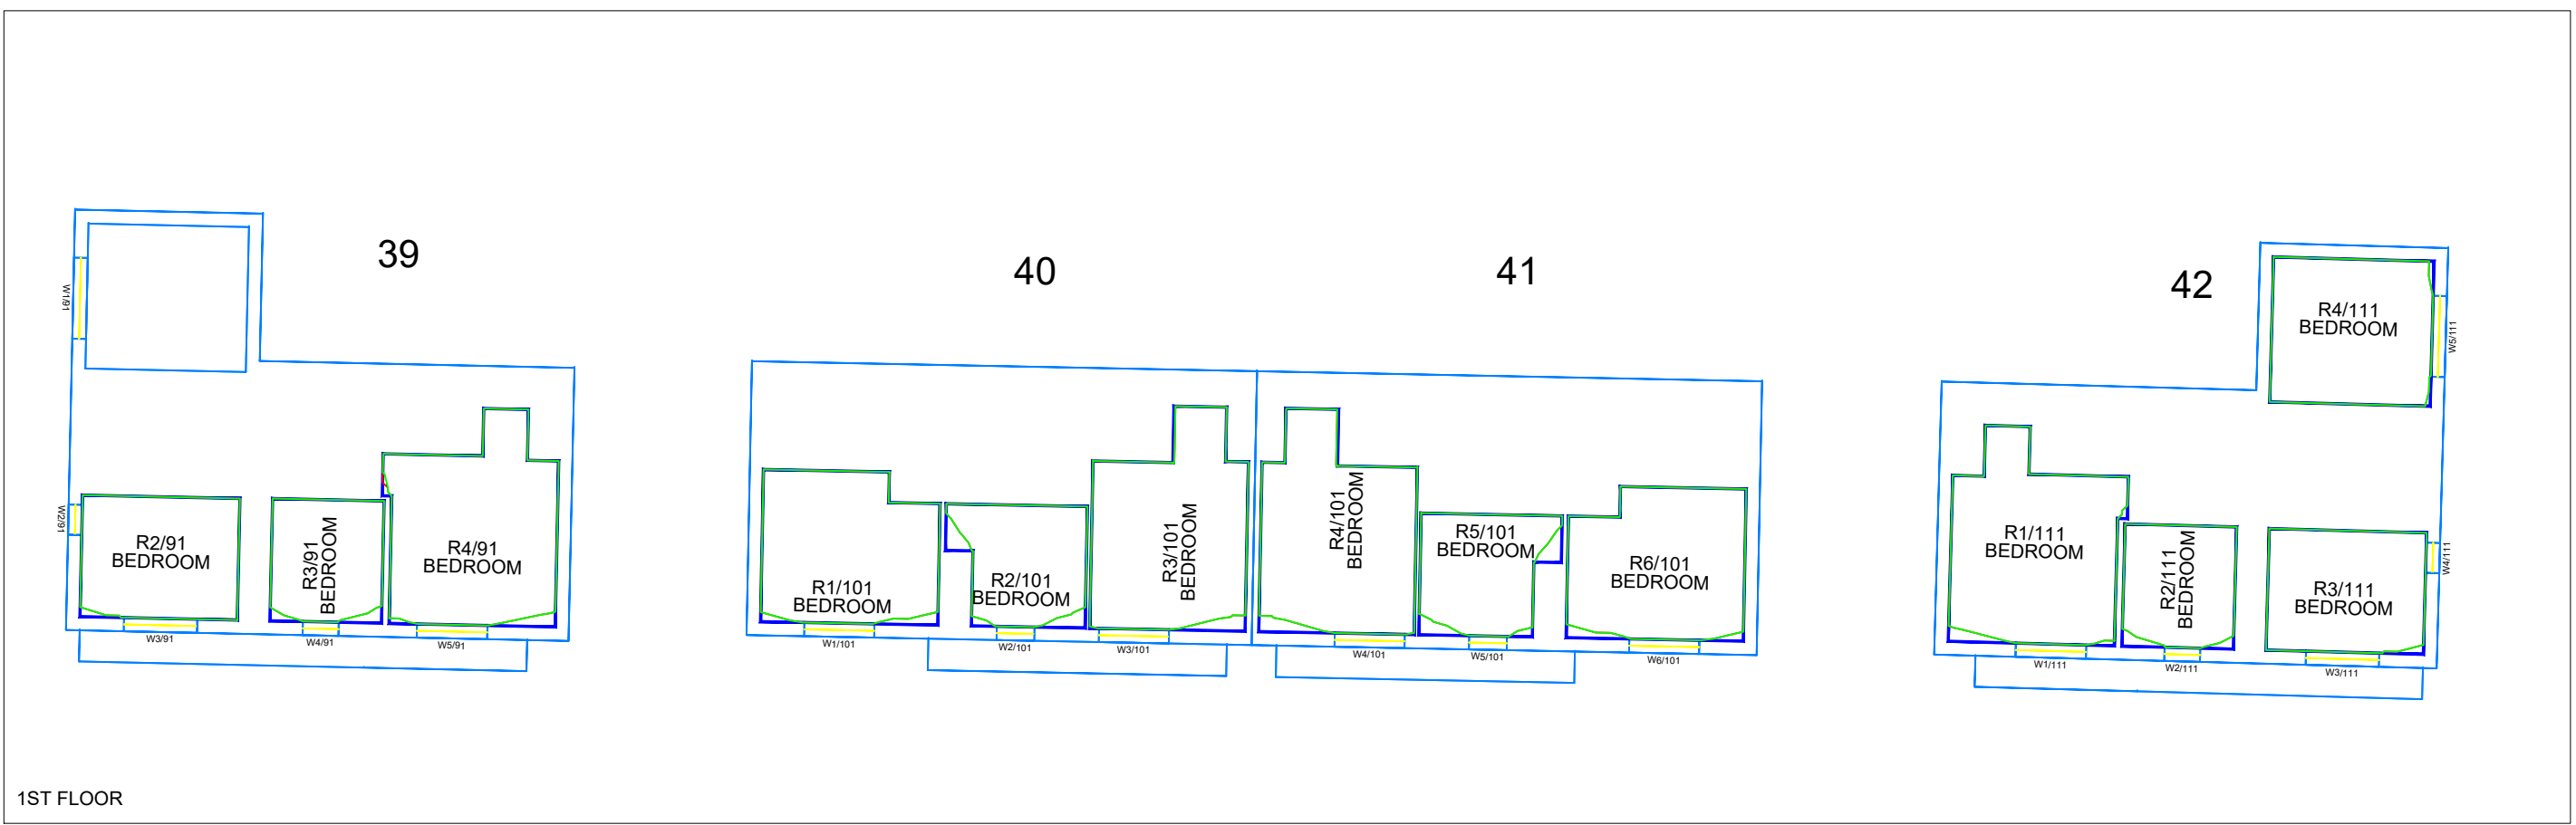 39
40
41
42
W1/91
W2/91
R2/91
BEDROOM
R3/91
BEDROOM
R4/91
BEDROOM
W3/91
W4/91
W5/91
R1/101
BEDROOM
R2/101
BEDROOM
R3/101
BEDROOM
R4/101
BEDROOM
R5/101
BEDROOM
R6/101
BEDROOM
W1/101
W2/101
W3/101
W4/101
W5/101
W6/101
R4/111
BEDROOM
W5/111
R1/111
BEDROOM
R2/111
BEDROOM
R3/111
BEDROOM
W4/111
W1/111
W2/111
W3/111
1ST FLOOR